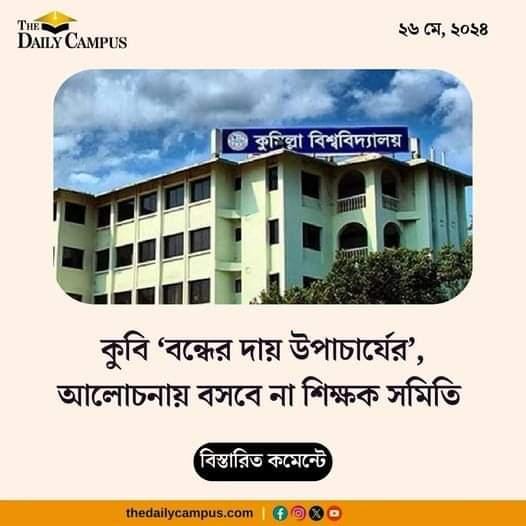 THE
DAILY CAMPUS
২৬ মে, ২০২৪
কুমিল্লা বিশ্ববিদ্যালয়
কুবি ‘বন্ধের দায় উপাচার্যের’,
আলোচনায় বসবে না শিক্ষক সমিতি
বিস্তারিত কমেন্টে
thedailycampus.com